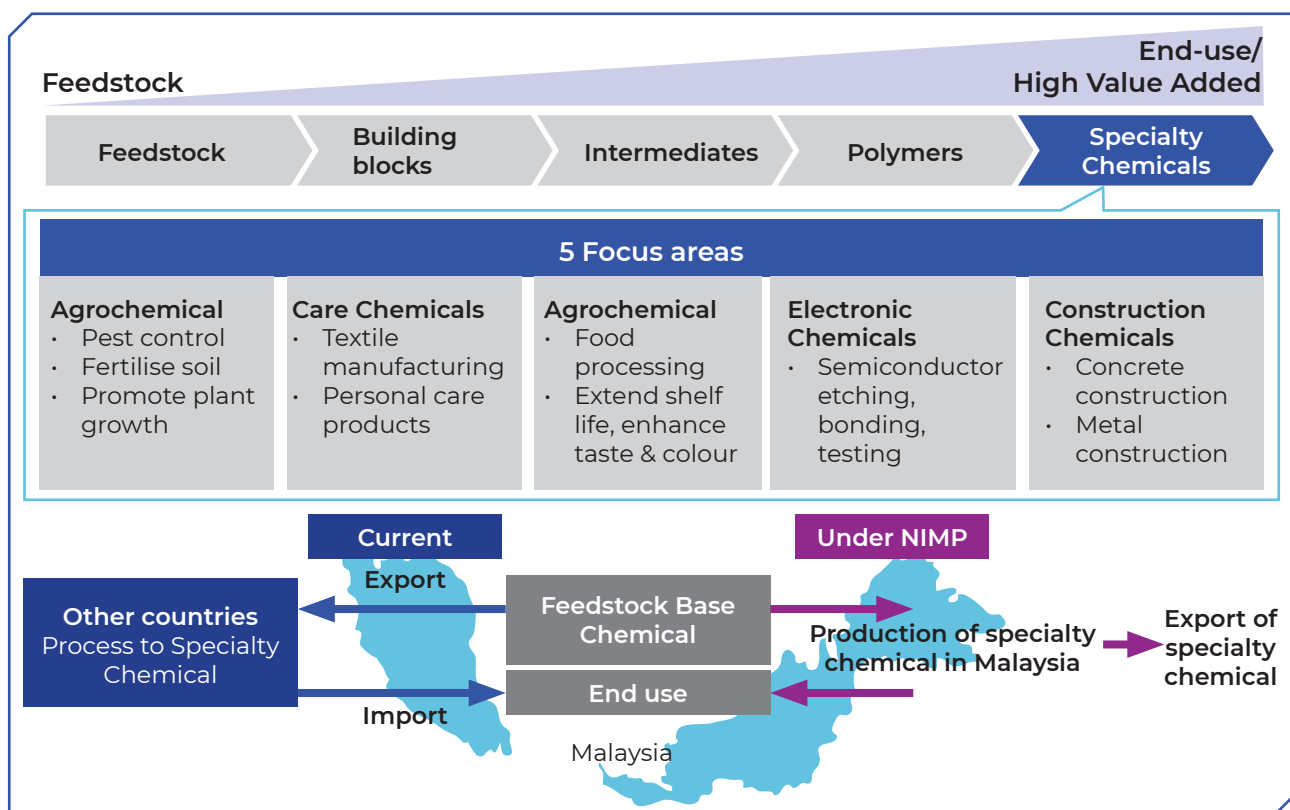 Feedstock
End-use/
High Value Added
Feedstock
Building
blocks
Intermediates
Polymers
Specialty
Chemicals
5 Focus areas
Agrochemical
• Pest control
• Fertilise soil
• Promote plant
growth
Care Chemicals
• Textile
manufacturing
• Personal care
products
Agrochemical
• Food
processing
• Extend shelf
life, enhance
taste & colour
Electronic
Chemicals
• Semiconductor
etching,
bonding,
testing
Construction
Chemicals
• Concrete
construction
• Metal
construction
Current
Under NIMP
Other countries
Process to Specialty
Chemical
Export
Import
Feedstock Base
Chemical
End use
Malaysia
Production of specialty
chemical in Malaysia
Export of
specialty
chemical